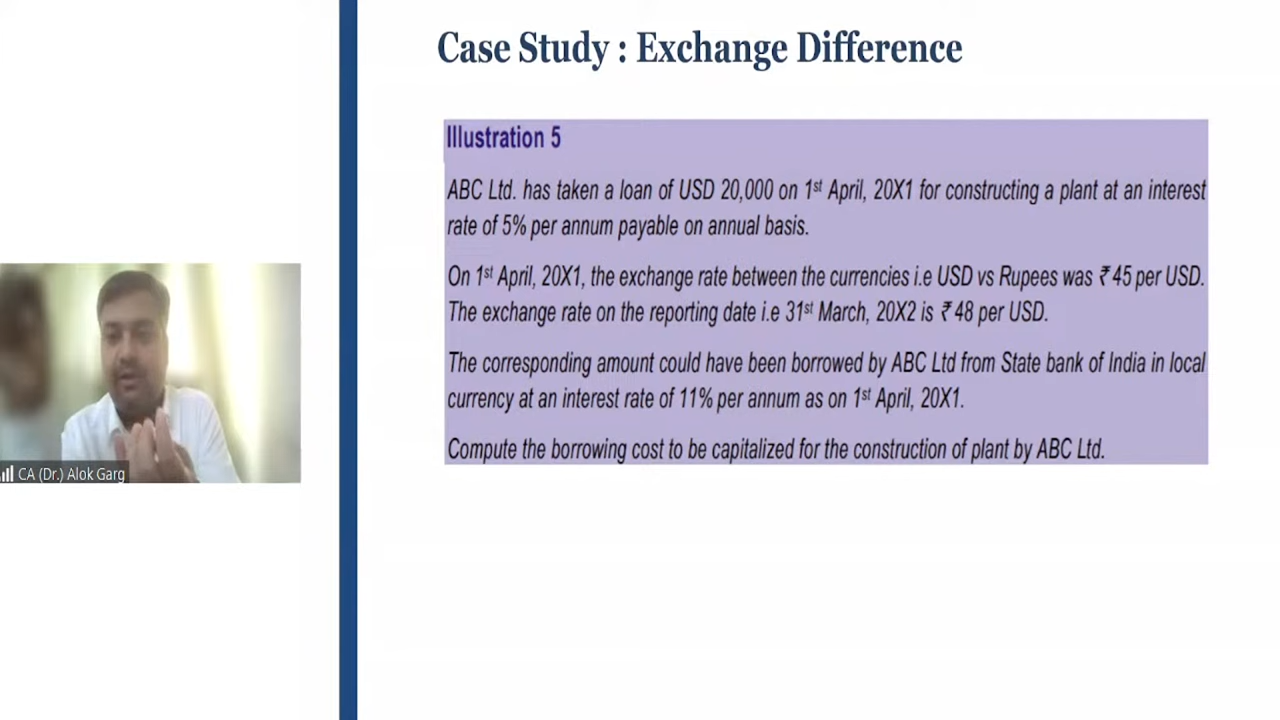 Case Study : Exchange Difference
Illustration 5
ABC Ltd. has taken a loan of USD 20,000 on 1st April, 20X1 for constructing a plant at an interest
rate of 5% per annum payable on annual basis.
On 1st April, 20X1, the exchange rate between the currencies i.e USD vs Rupees was ₹ 45 per USD.
The exchange rate on the reporting date i.e 31st March, 20X2 is ₹ 48 per USD.
The corresponding amount could have been borrowed by ABC Ltd from State bank of India in local
currency at an interest rate of 11% per annum as on 1st April, 20X1.
Compute the borrowing cost to be capitalized for the construction of plant by ABC Ltd.
CA (Dr.) Alok Garg